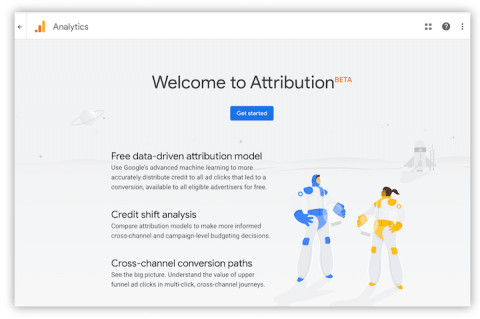 Analytics
Welcome to Attribution BETA
Get started
Free data-driven attribution model
Use Google's advanced machine learning to more
accurately distribute credit to all ad clicks that led to a
conversion, available to all eligible advertisers for free.
Credit shift analysis
Compare attribution models to make more informed
cross-channel and campaign-level budgeting decisions.
Cross-channel conversion paths
See the big picture. Understand the value of upper
funnel ad clicks in multi-click, cross-channel journeys.